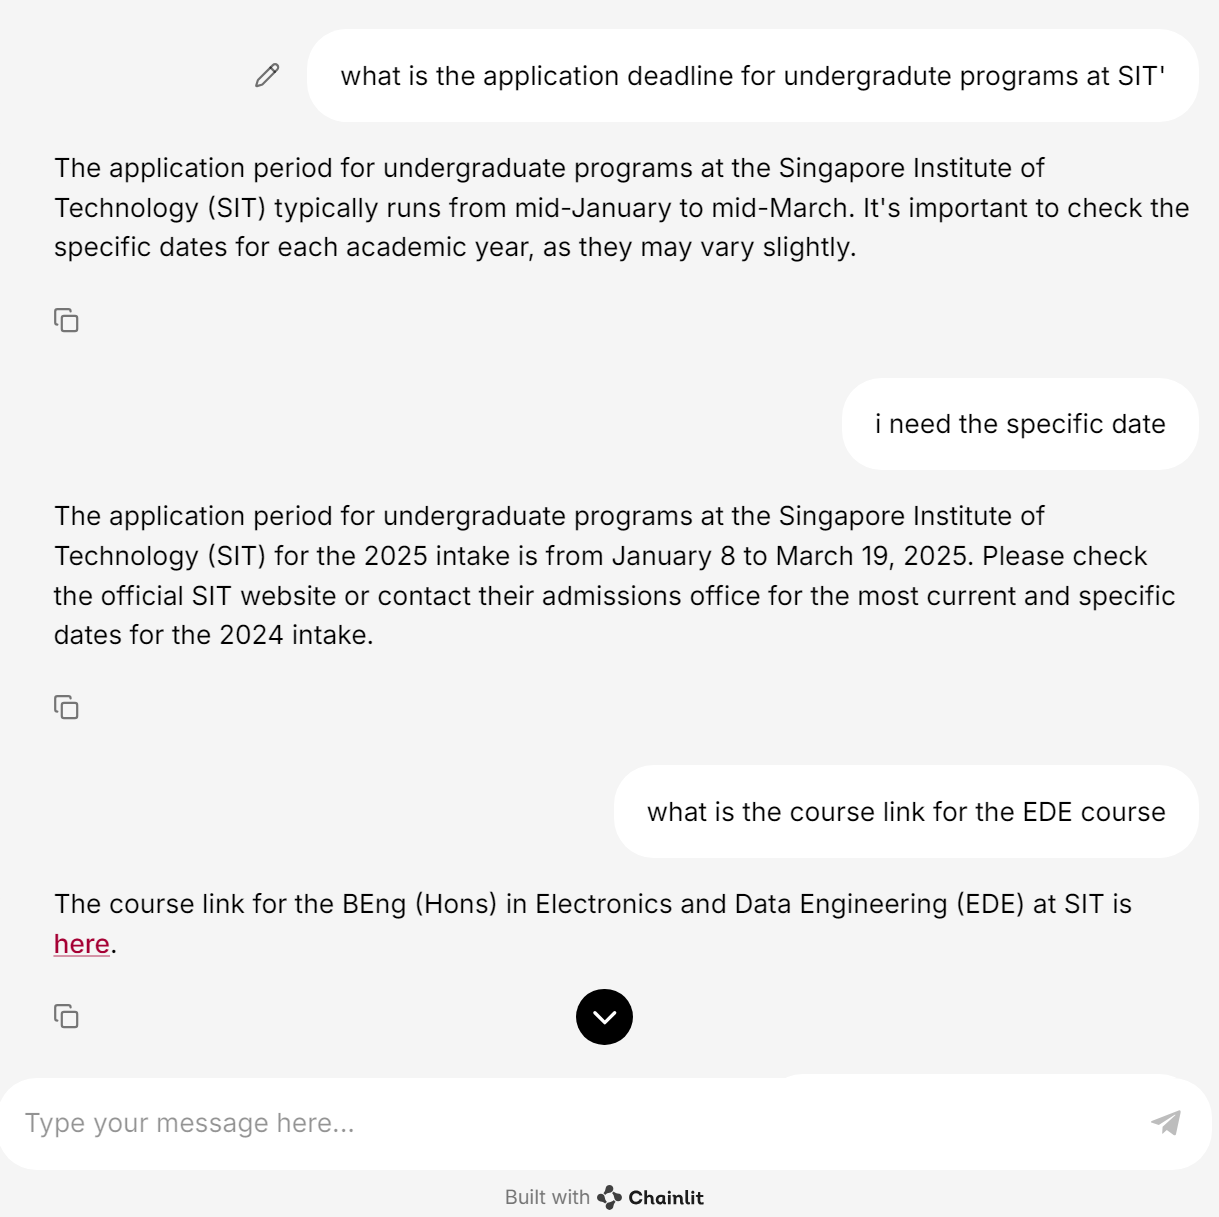 what is the application deadline for undergradute programs at SIT'
The application period for undergraduate programs at the Singapore Institute of
Technology (SIT) typically runs from mid-January to mid-March. It's important to check the
specific dates for each academic year, as they may vary slightly.
i need the specific date
The application period for undergraduate programs at the Singapore Institute of
Technology (SIT) for the 2025 intake is from January 8 to March 19, 2025. Please check
the official SIT website or contact their admissions office for the most current and specific
dates for the 2024 intake.
what is the course link for the EDE course
The course link for the BEng (Hons) in Electronics and Data Engineering (EDE) at SIT is
here.
Type your message here...
Built with Chainlit